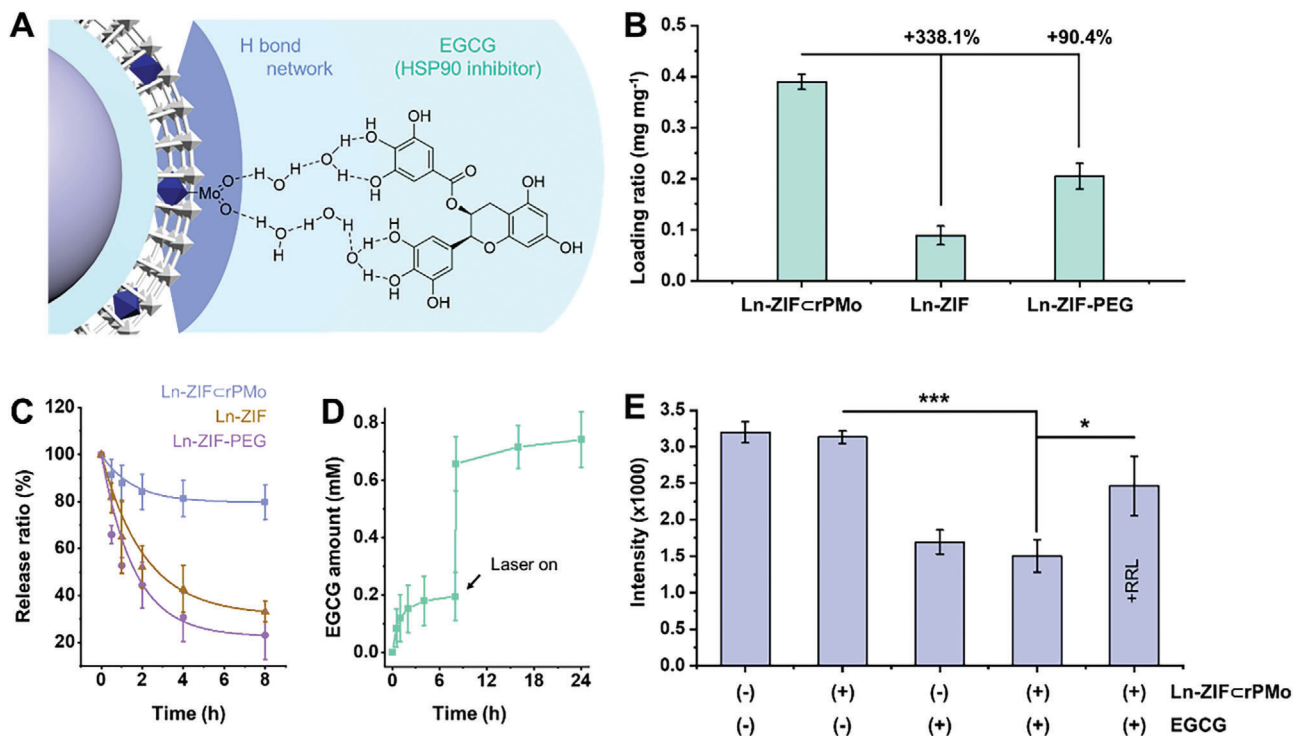 A
H bond
network
EGCG
(HSP90 inhibitor)
OH
H
O
OH
H
H
O
H
O
H
O
H
H
O
O
H
Mo
O
O
O
OH
H
H
O
H
O
O
H
H
O
H
O
OH
H
H
O
OH
B
+338.1%
+90.4%
Loading ratio (mg mg⁻¹)
0.5
0.4
0.3
0.2
0.1
0.0
Ln-ZIF⊂rPMo
Ln-ZIF
Ln-ZIF-PEG
C
Ln-ZIF⊂rPMo
Ln-ZIF
Ln-ZIF-PEG
Release ratio (%)
120
100
80
60
40
20
0
2
4
6
8
Time (h)
D
EGCG amount (mM)
0.8
0.6
0.4
0.2
0.0
Laser on
0
6
12
18
24
Time (h)
E
***
*
Intensity (x1000)
3.5
3.0
2.5
2.0
1.5
1.0
0.5
0.0
+RRL
(-) (+) (-) (+) (+) Ln-ZIF⊂rPMo
(-) (-) (+) (+) (+) EGCG